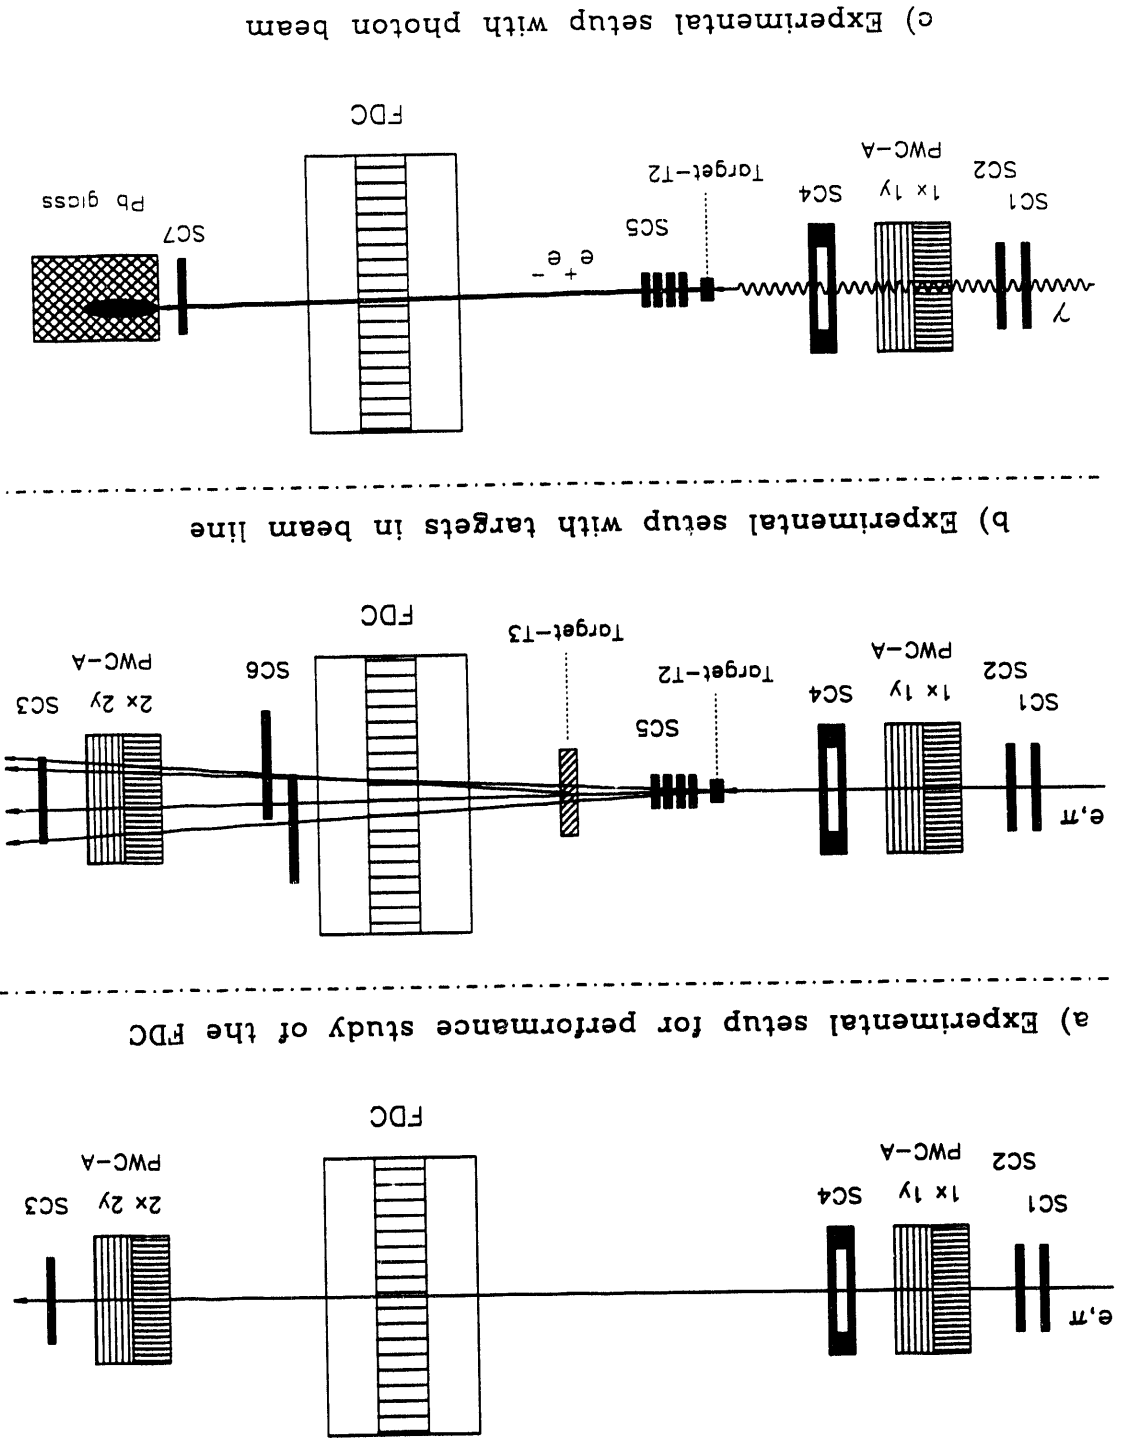 e,π
SC1
SC2
1x 1y
PWC-A
SC4
FDC
2x 2y
PWC-A
SC3
a) Experimental setup for performance study of the FDC
e,π
SC1
SC2
1x 1y
PWC-A
SC4
Target-T2
SC5
Target-T3
FDC
SC6
2x 2y
PWC-A
SC3
b) Experimental setup with targets in beam line
γ
SC1
SC2
1x 1y
PWC-A
SC4
Target-T2
SC5
e+ e-
FDC
SC7
Pb glass
c) Experimental setup with photon beam